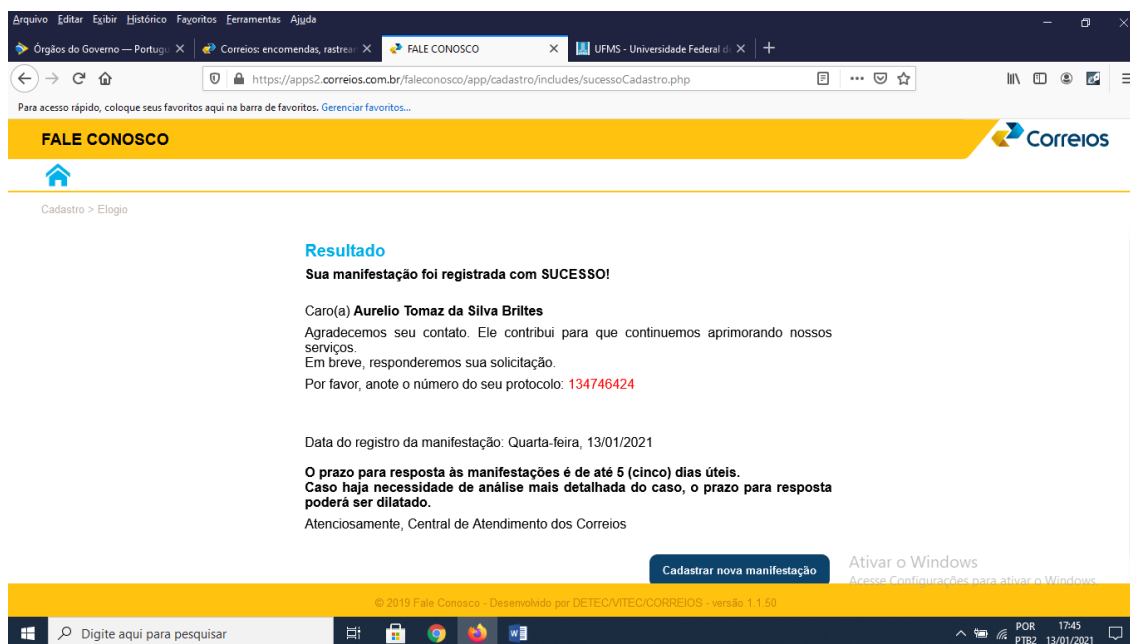 Arquivo Editar Exibir Histórico Favoritos Ferramentas Ajuda
Órgãos do Governo — Portugu
Correios: encomendas, rastrear
FALE CONOSCO
UFMS - Universidade Federal d
https://apps2.correios.com.br/faleconosco/app/cadastro/includes/sucessoCadastro.php
Para acesso rápido, coloque seus favoritos aqui na barra de favoritos. Gerenciar favoritos...
FALE CONOSCO
Correios
Cadastro > Elogio
Resultado
Sua manifestação foi registrada com SUCESSO!
Caro(a) Aurelio Tomaz da Silva Briltes
Agradecemos seu contato. Ele contribui para que continuemos aprimorando nossos
serviços.
Em breve, responderemos sua solicitação.
Por favor, anote o número do seu protocolo: 134746424
Data do registro da manifestação: Quarta-feira, 13/01/2021
O prazo para resposta às manifestações é de até 5 (cinco) dias úteis.
Caso haja necessidade de análise mais detalhada do caso, o prazo para resposta
poderá ser dilatado.
Atenciosamente, Central de Atendimento dos Correios
Cadastrar nova manifestação
Ativar o Windows
Acesse Configurações para ativar o Windows.
© 2019 Fale Conosco - Desenvolvido por DETEC/VITEC/CORREIOS - versão 1.1.50
Digite aqui para pesquisar
POR 17:45
PTB2 13/01/2021